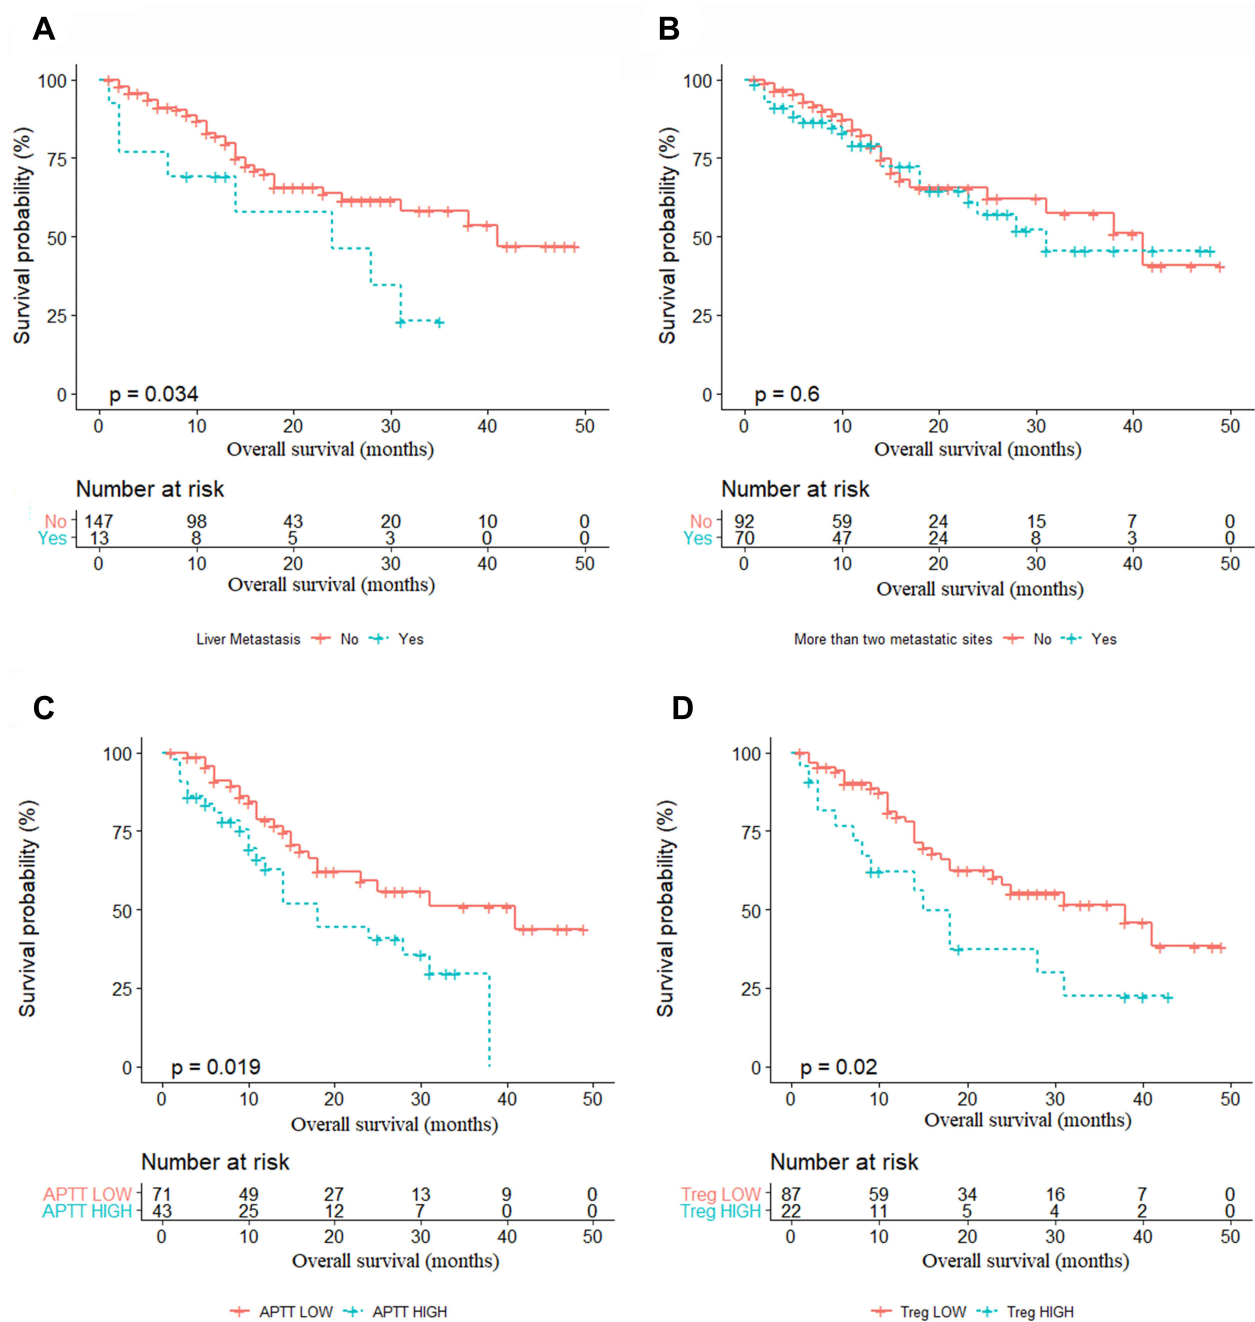 A
Survival probability (%)
100
75
50
25
0
p = 0.034
0 10 20 30 40 50
Overall survival (months)
Number at risk
No 147 98 43 20 10 0
Yes 13 8 5 3 0 0
0 10 20 30 40 50
Overall survival (months)
Liver Metastasis No Yes
B
Survival probability (%)
100
75
50
25
0
p = 0.6
0 10 20 30 40 50
Overall survival (months)
Number at risk
No 92 59 24 15 7 0
Yes 70 47 24 8 3 0
0 10 20 30 40 50
Overall survival (months)
More than two metastatic sites No Yes
C
Survival probability (%)
100
75
50
25
0
p = 0.019
0 10 20 30 40 50
Overall survival (months)
Number at risk
APTT LOW 71 49 27 13 9 0
APTT HIGH 43 25 12 7 0 0
0 10 20 30 40 50
Overall survival (months)
APTT LOW APTT HIGH
D
Survival probability (%)
100
75
50
25
0
p = 0.02
0 10 20 30 40 50
Overall survival (months)
Number at risk
Treg LOW 87 59 34 16 7 0
Treg HIGH 22 11 5 4 2 0
0 10 20 30 40 50
Overall survival (months)
Treg LOW Treg HIGH